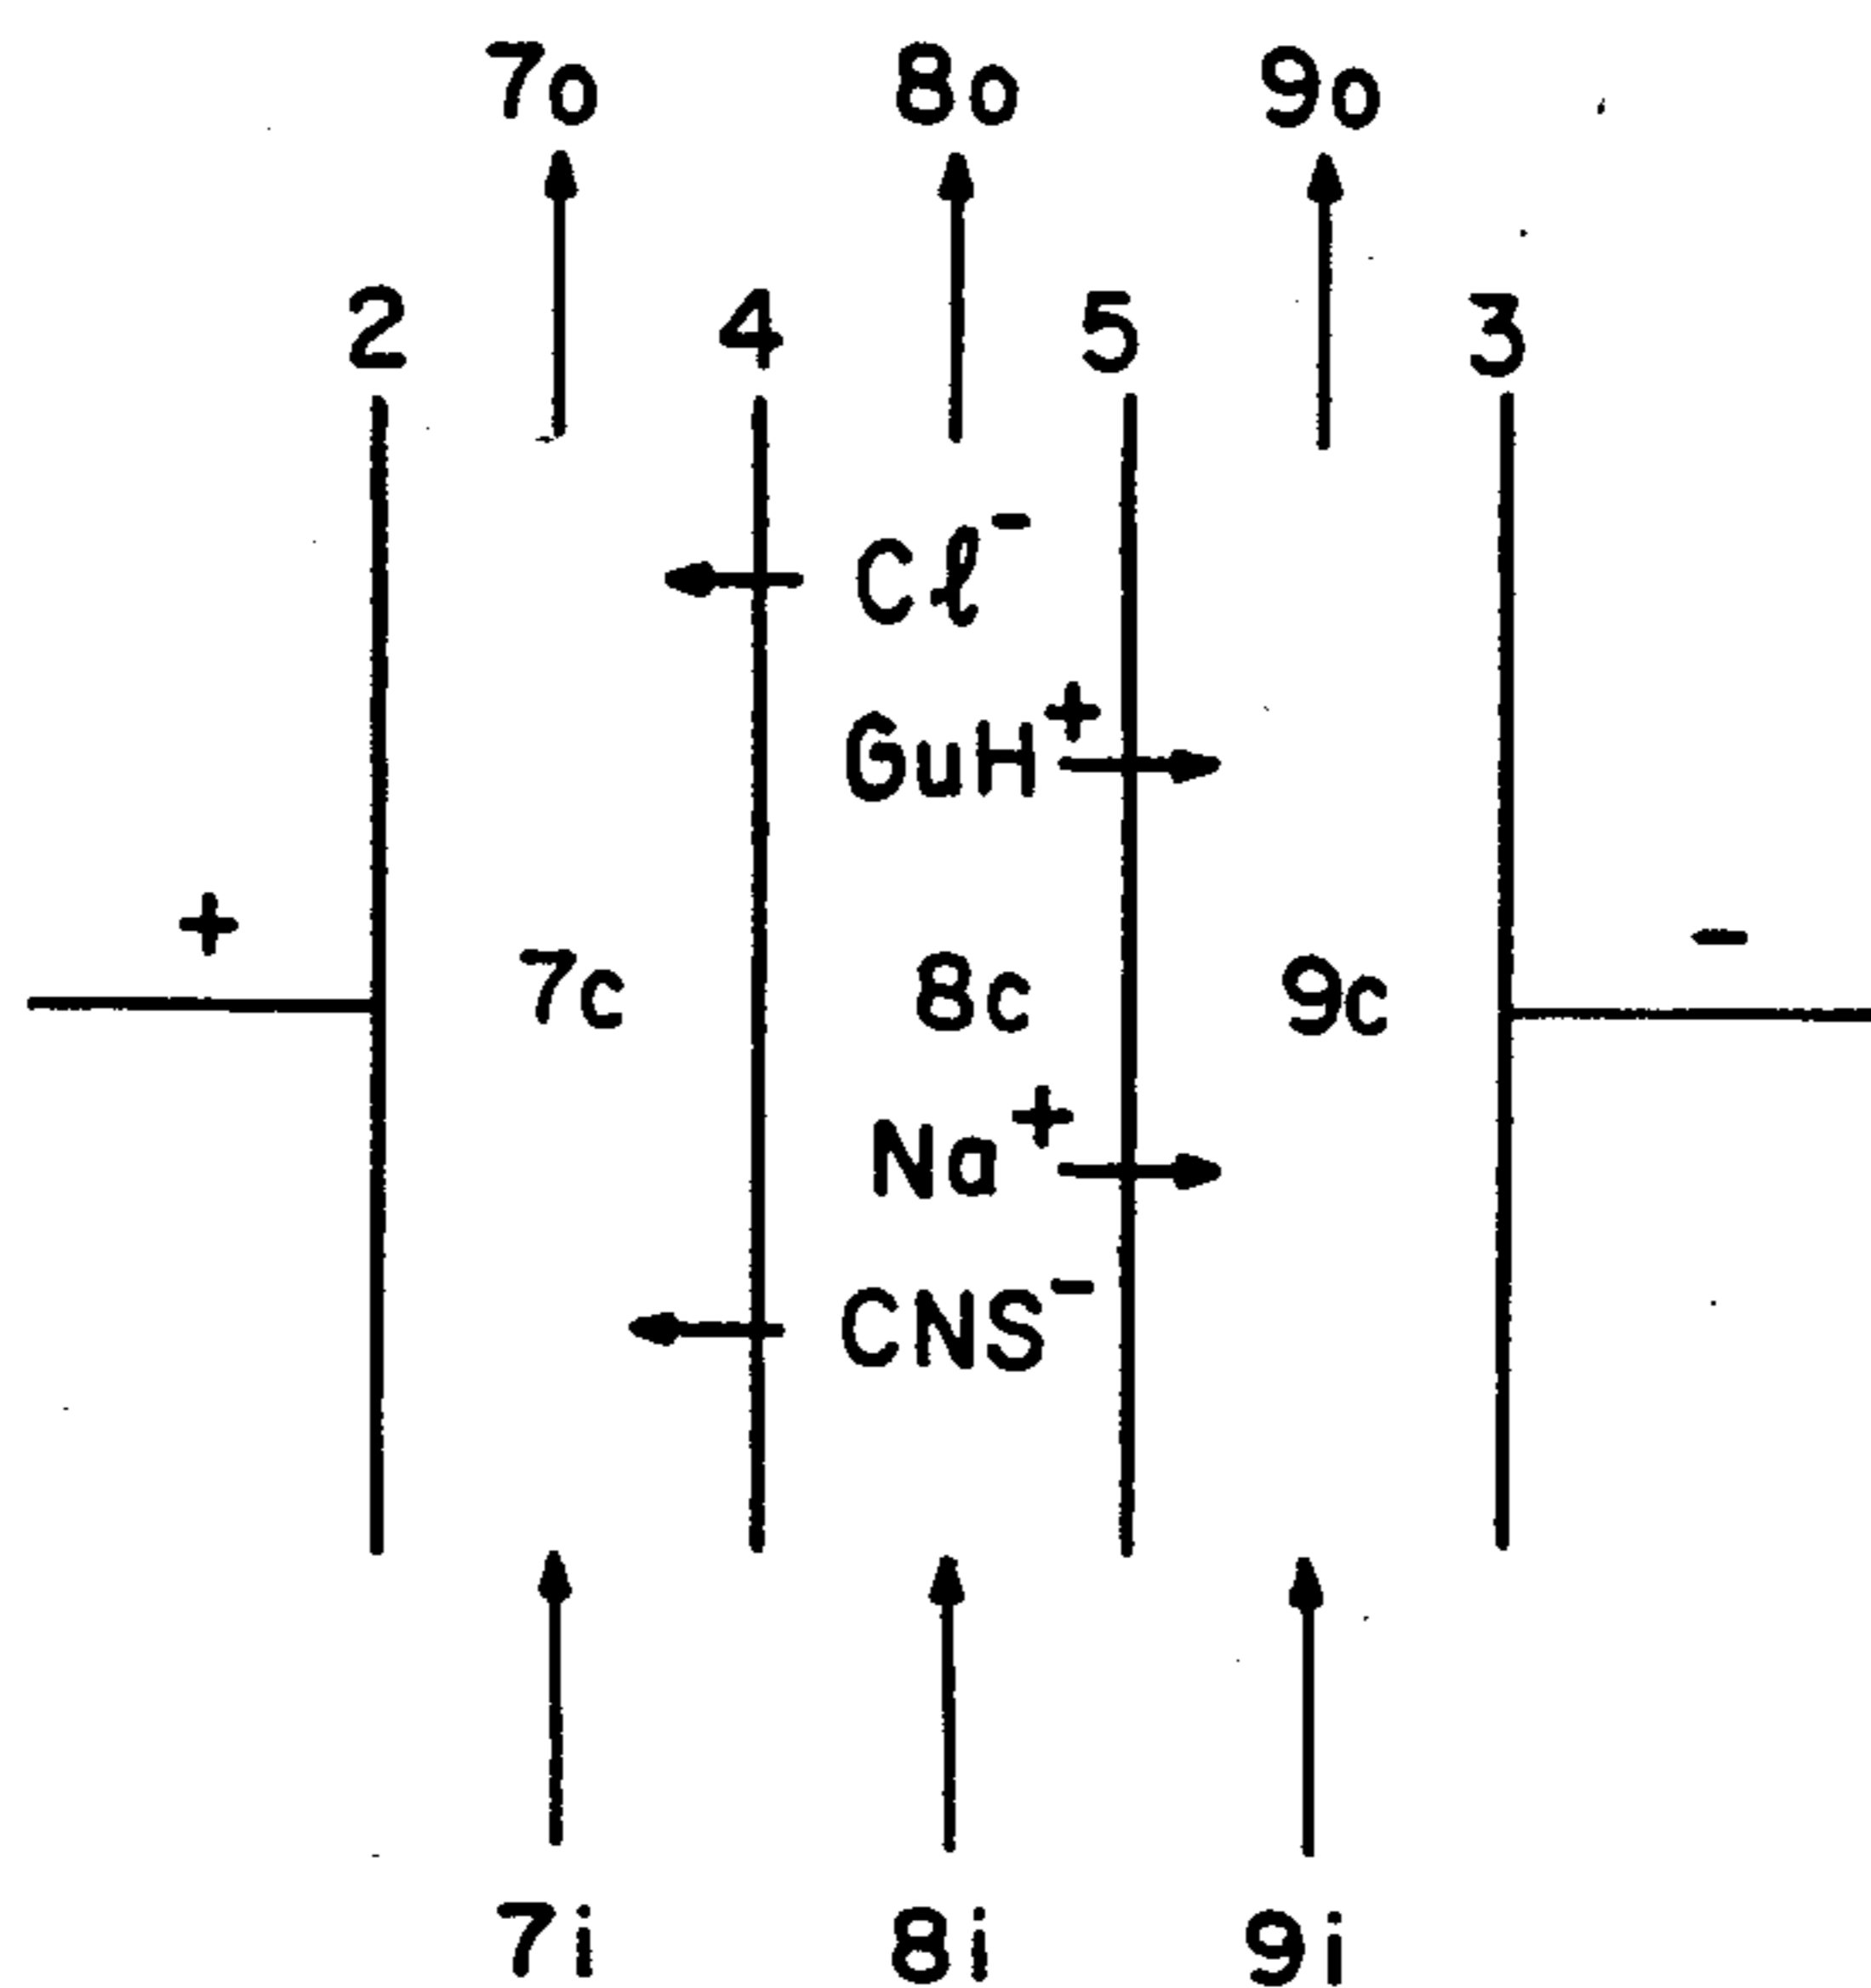 7o 8o 9o
2 4 5 3
Cl⁻
GuH⁺
+ 7c 8c 9c -
Na⁺
CNS⁻
7i 8i 9i